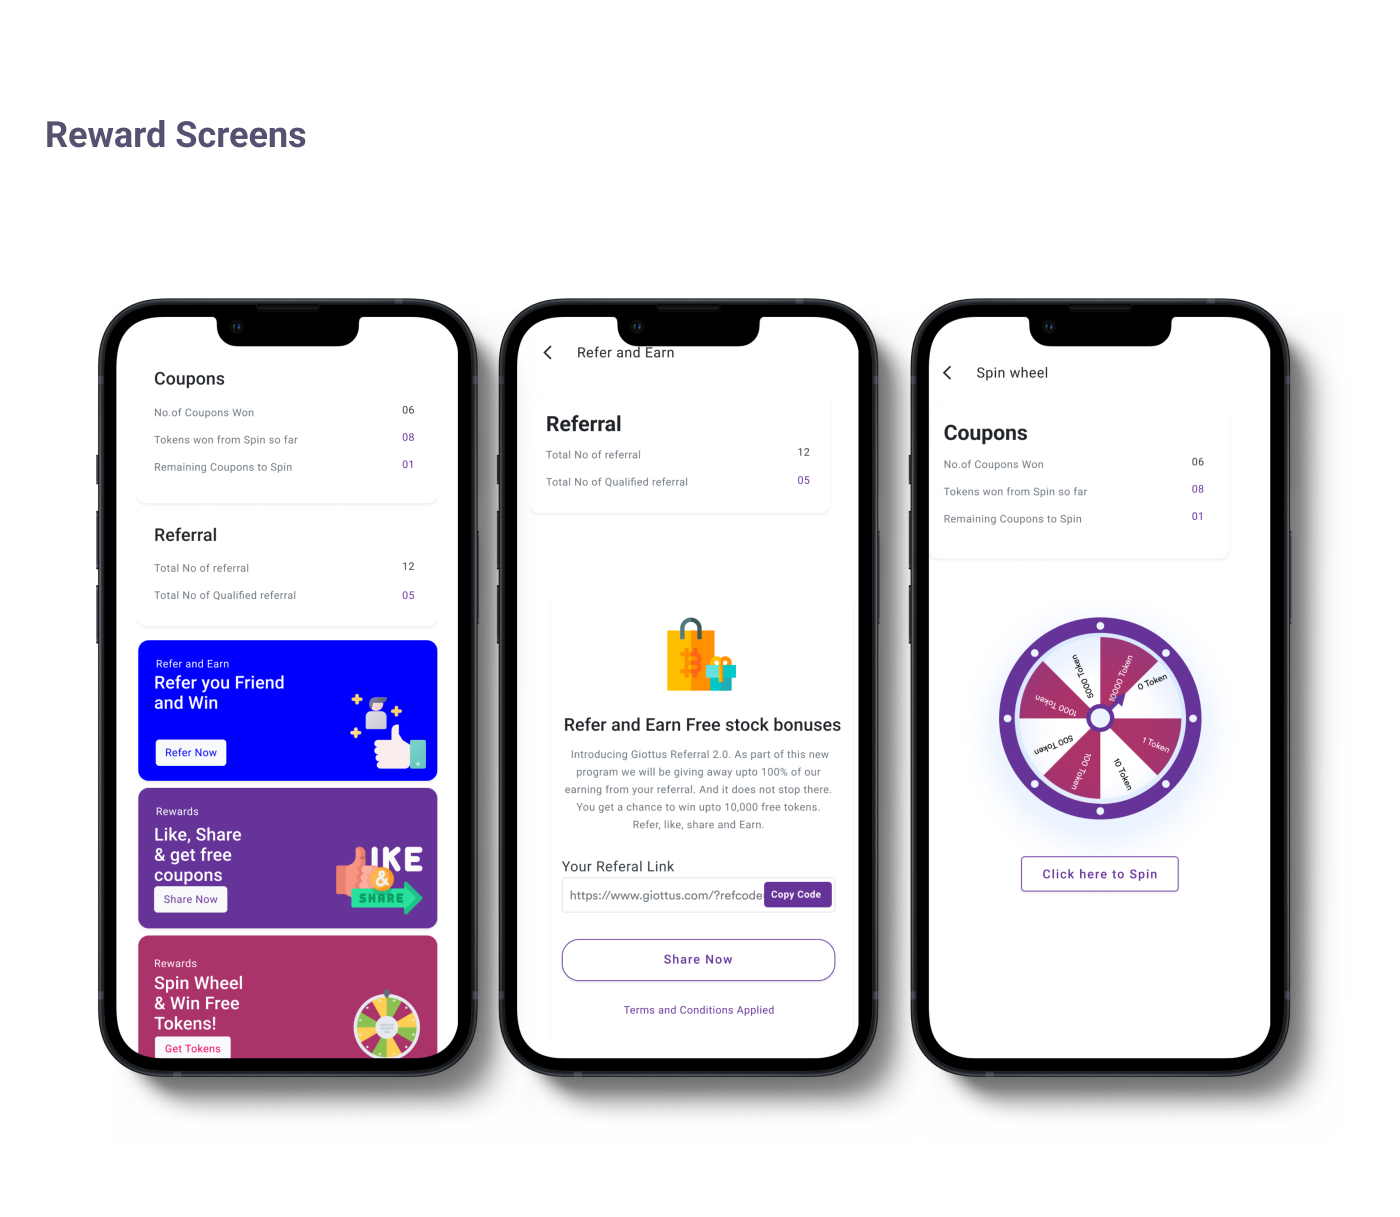 Reward Screens
Coupons
No.of Coupons Won 06
Tokens won from Spin so far 08
Remaining Coupons to Spin 01
Referral
Total No of referral 12
Total No of Qualified referral 05
Refer and Earn
Refer you Friend
and Win
Refer Now
Rewards
Like, Share
& get free
coupons
Share Now
LIKE
&
SHARE
Rewards
Spin Wheel
& Win Free
Tokens!
Get Tokens
Refer and Earn
Referral
Total No of referral 12
Total No of Qualified referral 05
Refer and Earn Free stock bonuses
Introducing Giottus Referral 2.0. As part of this new
program we will be giving away upto 100% of our
earning from your referral. And it does not stop there.
You get a chance to win upto 10,000 free tokens.
Refer, like, share and Earn.
Your Referal Link
https://www.giottus.com/?refcode= Copy Code
Share Now
Terms and Conditions Applied
Spin wheel
Coupons
No.of Coupons Won 06
Tokens won from Spin so far 08
Remaining Coupons to Spin 01
10000 Token
0 Token
1 Token
10 Token
100 Token
500 Token
1000 Token
5000 Token
Click here to Spin